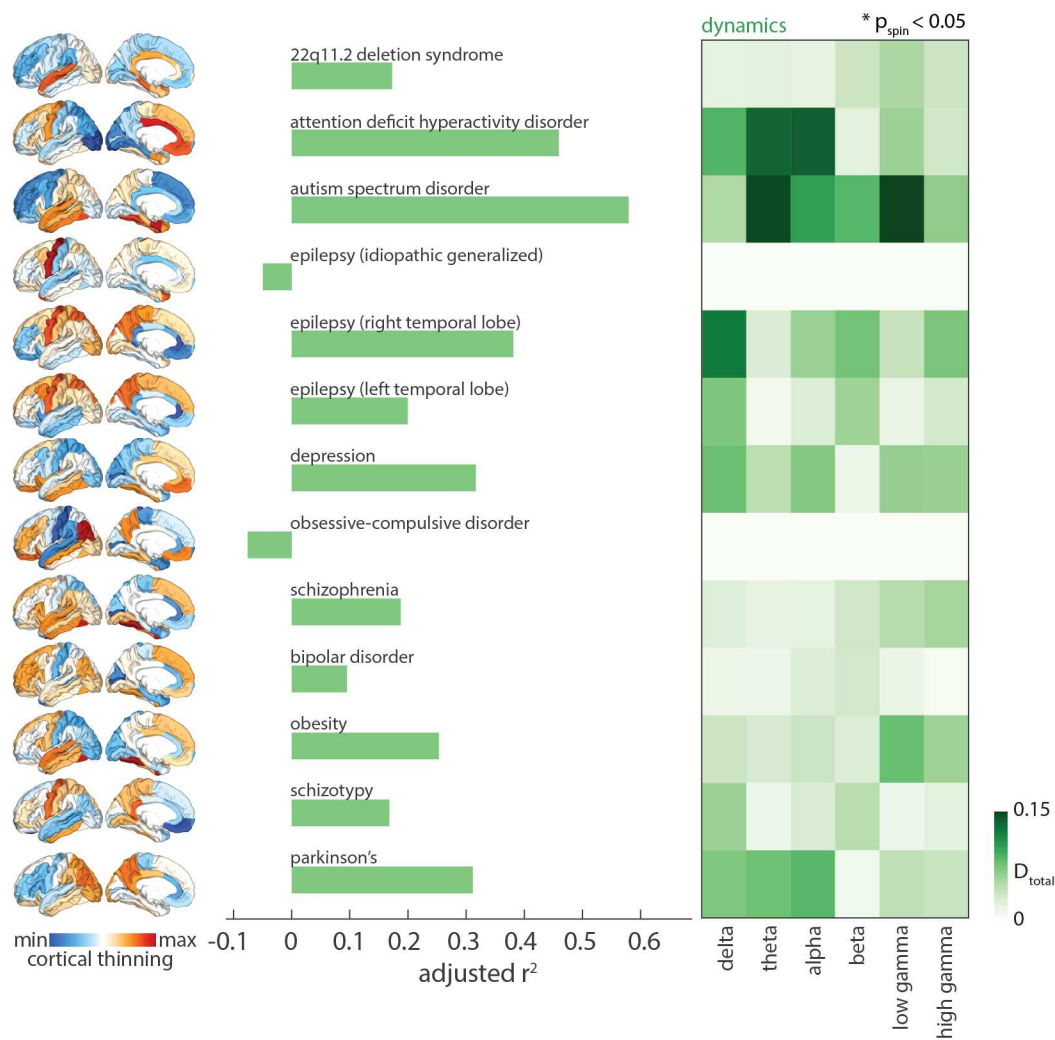 dynamics
* p_spin < 0.05
22q11.2 deletion syndrome
attention deficit hyperactivity disorder
autism spectrum disorder
epilepsy (idiopathic generalized)
epilepsy (right temporal lobe)
epilepsy (left temporal lobe)
depression
obsessive-compulsive disorder
schizophrenia
bipolar disorder
obesity
schizotypy
parkinson's
0.15
D_total
0
min max
cortical thinning
-0.1 0 0.1 0.2 0.3 0.4 0.5 0.6
adjusted r²
delta
theta
alpha
beta
low gamma
high gamma